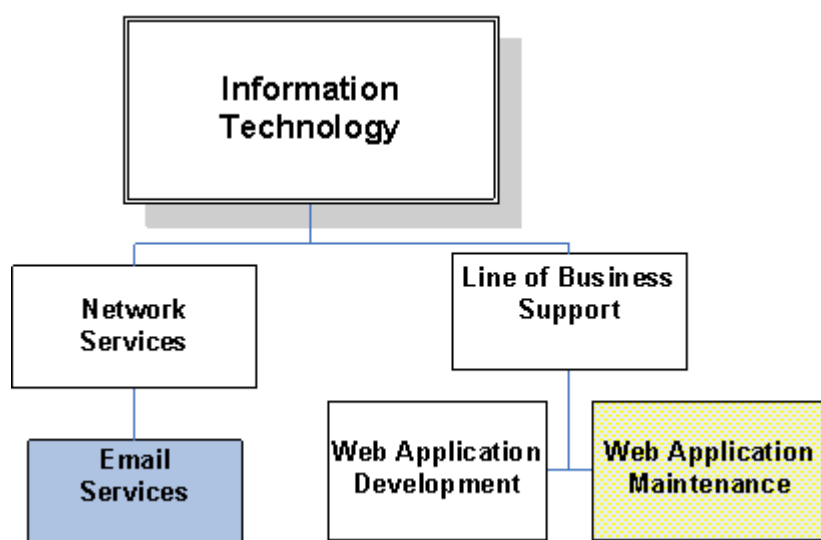 Information
Technology
Network
Services
Line of Business
Support
Email
Services
Web Application
Development
Web Application
Maintenance